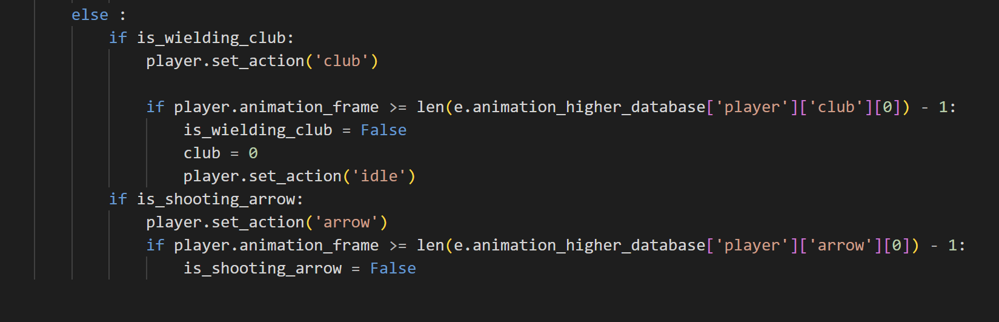 else :
if is_wielding_club:
player.set_action('club')
if player.animation_frame >= len(e.animation_higher_database['player']['club'][0]) - 1:
is_wielding_club = False
club = 0
player.set_action('idle')
if is_shooting_arrow:
player.set_action('arrow')
if player.animation_frame >= len(e.animation_higher_database['player']['arrow'][0]) - 1:
is_shooting_arrow = False